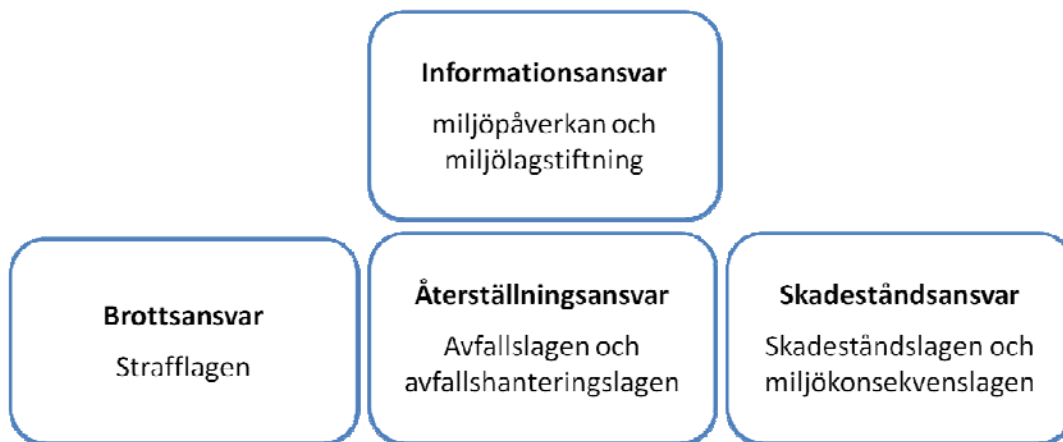 Informationsansvar
miljöpåverkan och
miljölagstiftning
Brottsansvar
Strafflagen
Återställningsansvar
Avfallslagen och
avfallshanteringslagen
Skadeståndsansvar
Skadeståndslagen och
miljökonsekvenslagen